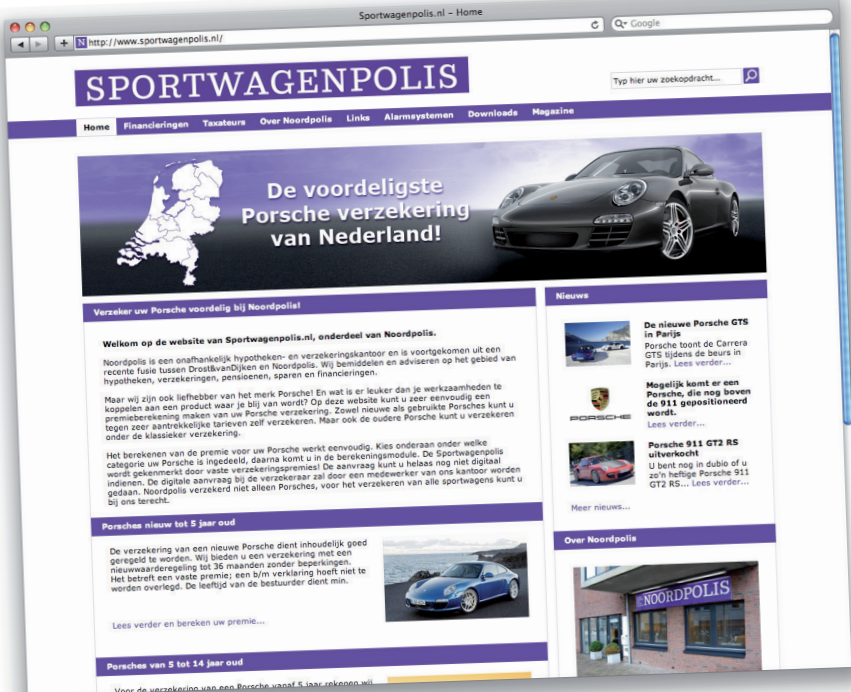 Sportwagenpolis.nl – Home
http://www.sportwagenpolis.nl/
Google
SPORTWAGENPOLIS
Typ hier uw zoekopdracht...
Home Financieringen Taxateurs Over Noordpolis Links Alarmsystemen Downloads Magazine
De voordeligste
Porsche verzekering
van Nederland!
Verzeker uw Porsche voordelig bij Noordpolis!
Welkom op de website van Sportwagenpolis.nl, onderdeel van Noordpolis.
Noordpolis is een onafhankelijk hypotheken- en verzekeringskantoor en is voortgekomen uit een
recente fusie tussen Drost&vanDijken en Noordpolis. Wij bemiddelen en adviseren op het gebied van
hypotheken, verzekeringen, pensioenen, sparen en financieringen.
Maar wij zijn ook liefhebber van het merk Porsche! En wat is er leuker dan je werkzaamheden te
koppelen aan een product waar je blij van wordt? Op deze website kunt u zeer eenvoudig een
premieberekening maken van uw Porsche verzekering. Zowel nieuwe als gebruikte Porsches kunt u
tegen zeer aantrekkelijke tarieven zelf verzekeren. Maar ook de oudere Porsche kunt u verzekeren
onder de klassieker verzekering.
Het berekenen van de premie voor uw Porsche werkt eenvoudig. Kies onderaan onder welke
categorie uw Porsche is ingedeeld, daarna komt u in de berekeningsmodule. De Sportwagenpolis
wordt gekenmerkt door vaste verzekeringspremies! De aanvraag kunt u helaas nog niet digitaal
indienen. De digitale aanvraag bij de verzekeraar zal door een medewerker van ons kantoor worden
gedaan. Noordpolis verzekerd niet alleen Porsches, voor het verzekeren van alle sportwagens kunt u
bij ons terecht.
Porsches nieuw tot 5 jaar oud
De verzekering van een nieuwe Porsche dient inhoudelijk goed
geregeld te worden. Wij bieden u een verzekering met een
nieuwwaarderegeling tot 36 maanden zonder beperkingen.
Het betreft een vaste premie; een b/m verklaring hoeft niet te
worden overlegd. De leeftijd van de bestuurder dient min.
Lees verder en bereken uw premie...
Porsches van 5 tot 14 jaar oud
Voor de verzekering van een Porsche vanaf 5 jaar rekenen wij
Nieuws
De nieuwe Porsche GTS
in Parijs
Porsche toont de Carrera
GTS tijdens de beurs in
Parijs. Lees verder...
PORSCHE
Mogelijk komt er een
Porsche, die nog boven
de 911 gepositioneerd
wordt.
Lees verder...
Porsche 911 GT2 RS
uitverkocht
U bent nog in dubio of u
zo'n heftige Porsche 911
GT2 RS... Lees verder...
Meer nieuws...
Over Noordpolis
NOORDPOLIS